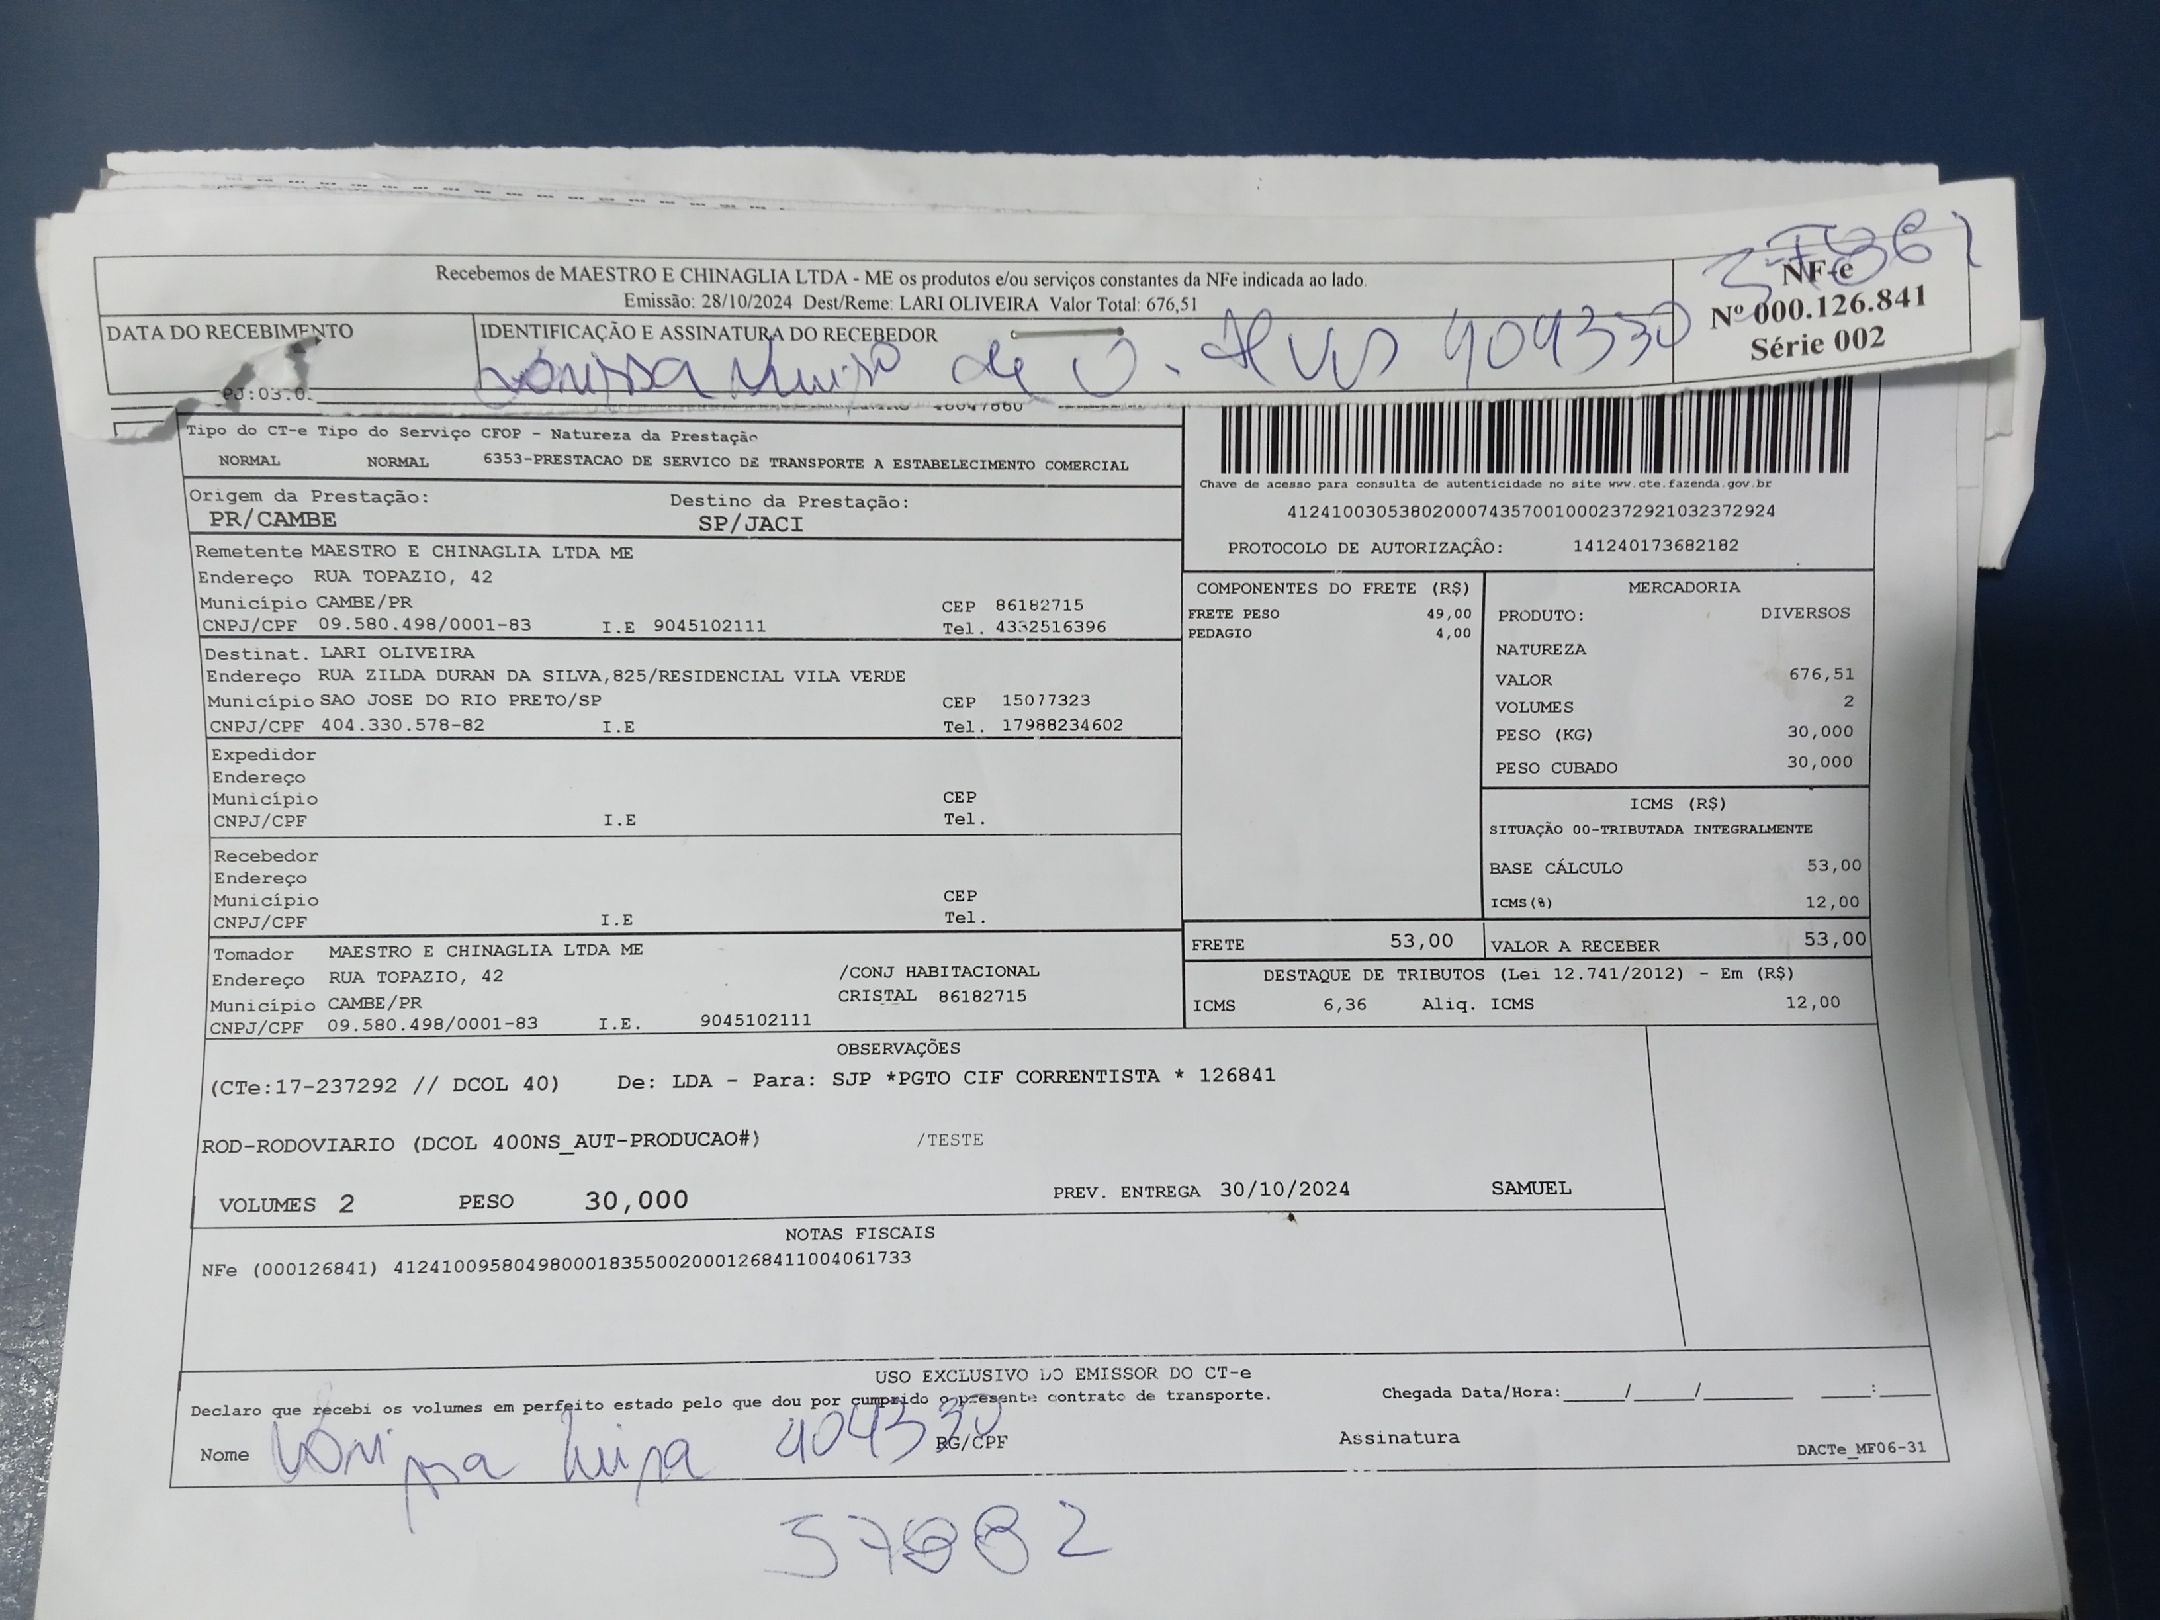 Recebemos de MAESTRO E CHINAGLIA LTDA - ME os produtos e/ou serviços constantes da NFe indicada ao lado.
Emissão: 28/10/2024 Dest/Reme: LARI OLIVEIRA Valor Total: 676,51
NF-e
Nº 000.126.841
Série 002
DATA DO RECEBIMENTO
IDENTIFICAÇÃO E ASSINATURA DO RECEBEDOR
de O. Alves 404330
PJ:03.0
Tipo do CT-e Tipo do Serviço CFOP - Natureza da Prestação
NORMAL NORMAL 6353-PRESTACAO DE SERVICO DE TRANSPORTE A ESTABELECIMENTO COMERCIAL
Origem da Prestação: Destino da Prestação:
PR/CAMBE SP/JACI
Chave de acesso para consulta de autenticidade no site www.cte.fazenda.gov.br
41241003053802000743570010002372921032372924
PROTOCOLO DE AUTORIZAÇÂO: 141240173682182
Remetente MAESTRO E CHINAGLIA LTDA ME
Endereço RUA TOPAZIO, 42
Município CAMBE/PR CEP 86182715
CNPJ/CPF 09.580.498/0001-83 I.E 9045102111 Tel. 4332516396
Destinat. LARI OLIVEIRA
Endereço RUA ZILDA DURAN DA SILVA,825/RESIDENCIAL VILA VERDE
Município SAO JOSE DO RIO PRETO/SP CEP 15077323
CNPJ/CPF 404.330.578-82 I.E Tel. 17988234602
Expedidor
Endereço
Município CEP
CNPJ/CPF I.E Tel.
Recebedor
Endereço
Município CEP
CNPJ/CPF I.E Tel.
Tomador MAESTRO E CHINAGLIA LTDA ME
Endereço RUA TOPAZIO, 42 /CONJ HABITACIONAL
Município CAMBE/PR CRISTAL 86182715
CNPJ/CPF 09.580.498/0001-83 I.E. 9045102111
COMPONENTES DO FRETE (R$)
FRETE PESO 49,00
PEDAGIO 4,00
MERCADORIA
PRODUTO: DIVERSOS
NATUREZA
VALOR 676,51
VOLUMES 2
PESO (KG) 30,000
PESO CUBADO 30,000
ICMS (R$)
SITUAÇÃO 00-TRIBUTADA INTEGRALMENTE
BASE CÁLCULO 53,00
ICMS(%) 12,00
FRETE 53,00 VALOR A RECEBER 53,00
DESTAQUE DE TRIBUTOS (Lei 12.741/2012) - Em (R$)
ICMS 6,36 Aliq. ICMS 12,00
OBSERVAÇÕES
(CTe:17-237292 // DCOL 40) De: LDA - Para: SJP *PGTO CIF CORRENTISTA * 126841
ROD-RODOVIARIO (DCOL 400NS_AUT-PRODUCAO#) /TESTE
VOLUMES 2 PESO 30,000 PREV. ENTREGA 30/10/2024 SAMUEL
NOTAS FISCAIS
NFe (000126841) 41241009580498000183550020001268411004061733
USO EXCLUSIVO DO EMISSOR DO CT-e
Declaro que recebi os volumes em perfeito estado pelo que dou por cumprido o presente contrato de transporte.
Chegada Data/Hora:_____/_____/________ ____:____
Nome 404330 RG/CPF Assinatura
DACTe_MF06-31